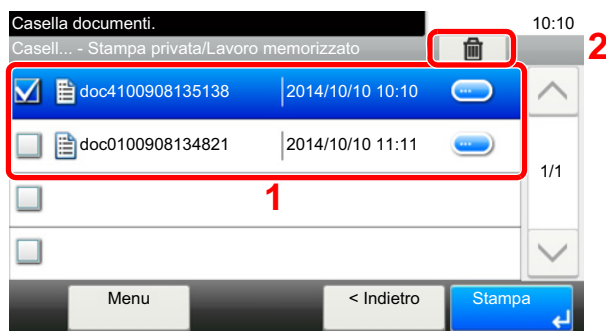 Casella documenti. 10:10
Casell... - Stampa privata/Lavoro memorizzato
2
doc4100908135138 2014/10/10 10:10
doc0100908134821 2014/10/10 11:11
1/1
1
Menu < Indietro Stampa